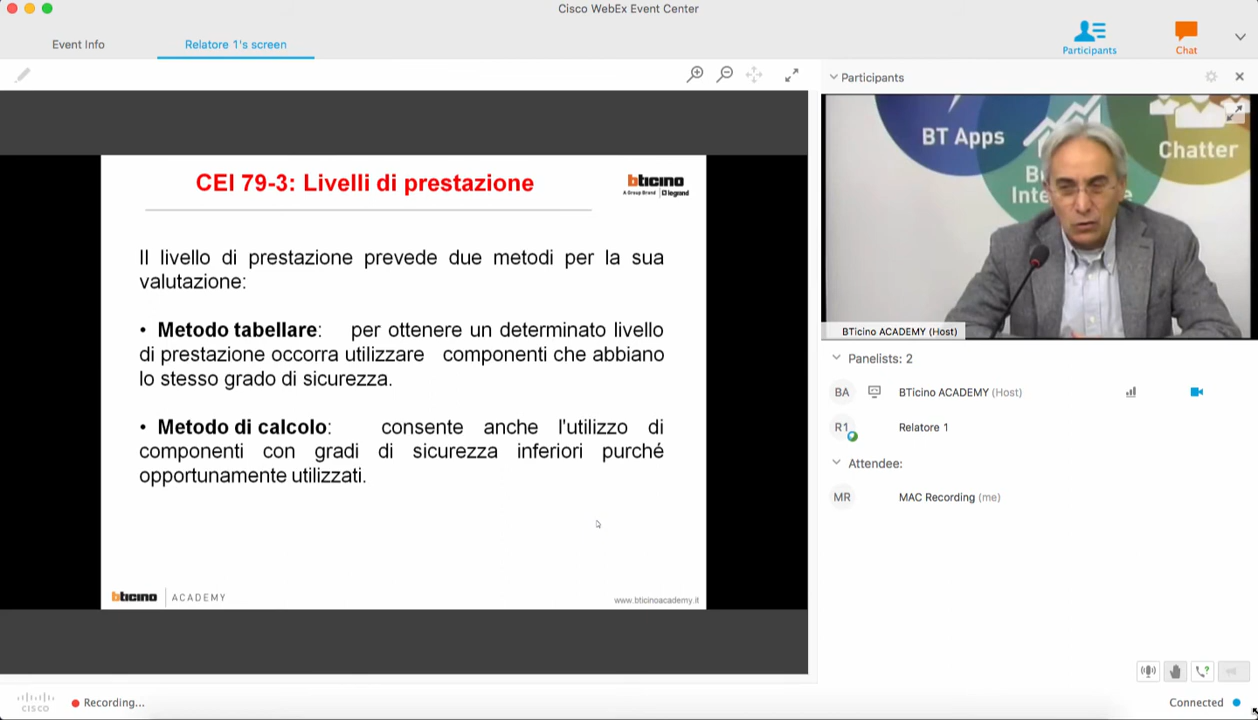 Cisco WebEx Event Center
Event Info
Relatore 1's screen
Participants
Chat
Participants
CEI 79-3: Livelli di prestazione
bticino
A Group Brand | legrand
Il livello di prestazione prevede due metodi per la sua
valutazione:
• Metodo tabellare: per ottenere un determinato livello
di prestazione occorra utilizzare componenti che abbiano
lo stesso grado di sicurezza.
• Metodo di calcolo: consente anche l'utilizzo di
componenti con gradi di sicurezza inferiori purché
opportunamente utilizzati.
bticino ACADEMY
www.bticinoacademy.it
BT Apps
Chatter
BTicino ACADEMY (Host)
Panelists: 2
BA BTicino ACADEMY (Host)
R1 Relatore 1
Attendee:
MR MAC Recording (me)
CISCO
Recording...
Connected